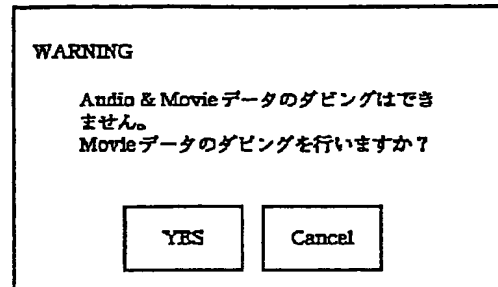 WARNING
Audio & Movieデータのダビングはでき
ません。
Movieデータのダビングを行いますか？
YES
Cancel